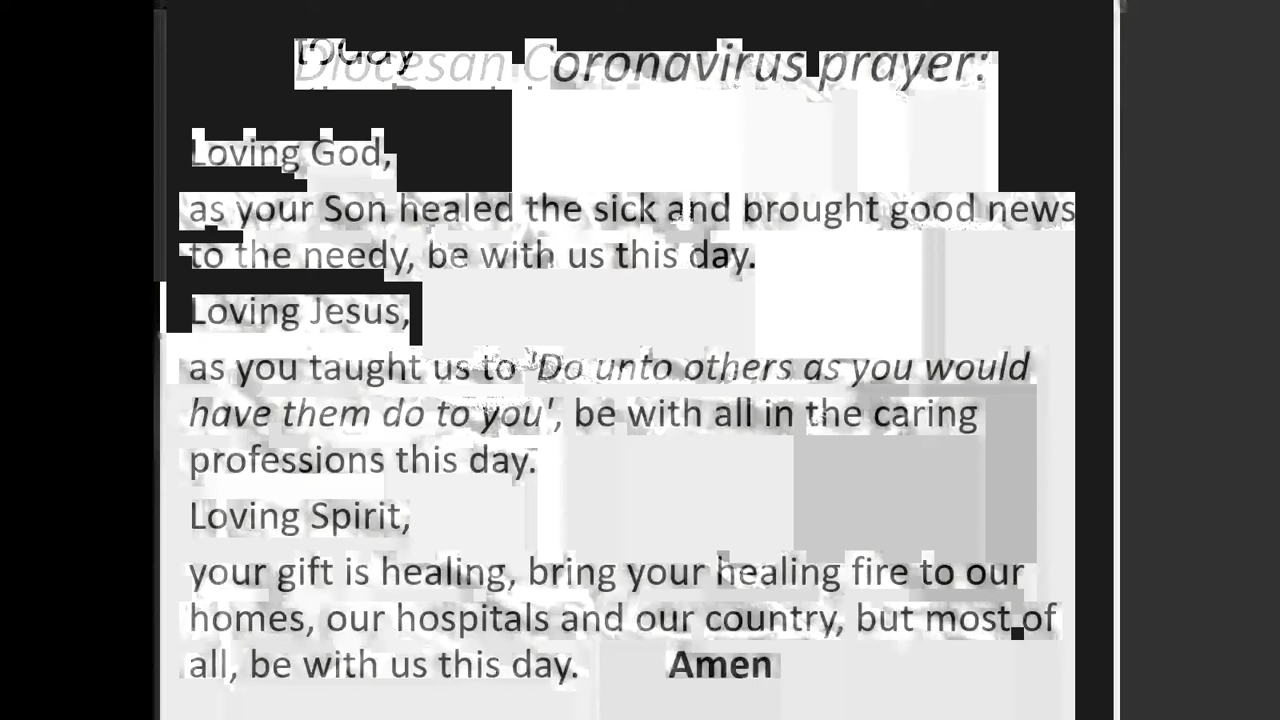 today
Diocesan Coronavirus prayer:
Loving God,
as your Son healed the sick and brought good news
to the needy, be with us this day.
Loving Jesus,
as you taught us to 'Do unto others as you would
have them do to you', be with all in the caring
professions this day.
Loving Spirit,
your gift is healing, bring your healing fire to our
homes, our hospitals and our country, but most of
all, be with us this day. Amen